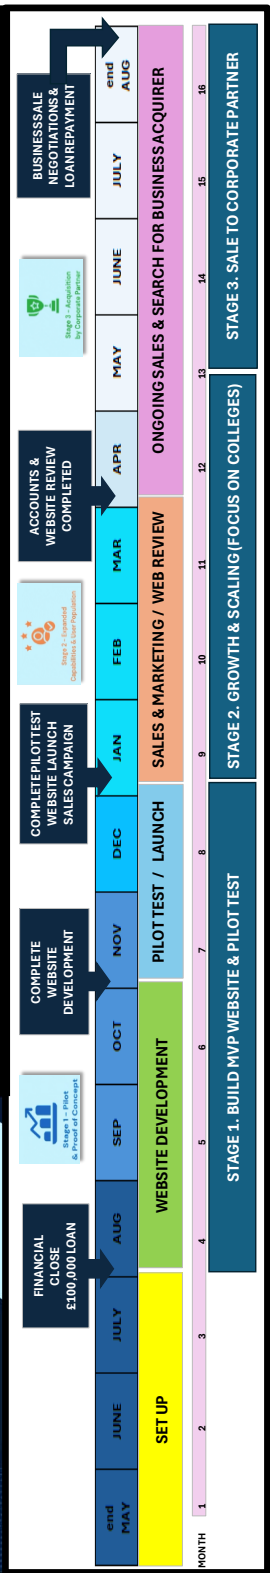 FINANCIAL
CLOSE
£100,000 LOAN
Stage 1 - Pilot
& Proof of Concept
COMPLETE
WEBSITE
DEVELOPMENT
COMPLETE PILOT TEST
WEBSITE LAUNCH
SALES CAMPAIGN
Stage 2 - Expanded
Capabilities & User Population
ACCOUNTS &
WEBSITE REVIEW
COMPLETED
Stage 3 - Acquisition
by Corporate Partner
BUSINESS SALE
NEGOTIATIONS &
LOAN REPAYMENT
end
MAY
JUNE
JULY
AUG
SEP
OCT
NOV
DEC
JAN
FEB
MAR
APR
MAY
JUNE
JULY
end
AUG
SET UP
WEBSITE DEVELOPMENT
PILOT TEST / LAUNCH
SALES & MARKETING / WEB REVIEW
ONGOING SALES & SEARCH FOR BUSINESS ACQUIRER
MONTH 1 2 3 4 5 6 7 8 9 10 11 12 13 14 15 16
STAGE 1. BUILD MVP WEBSITE & PILOT TEST
STAGE 2. GROWTH & SCALING (FOCUS ON COLLEGES)
STAGE 3. SALE TO CORPORATE PARTNER